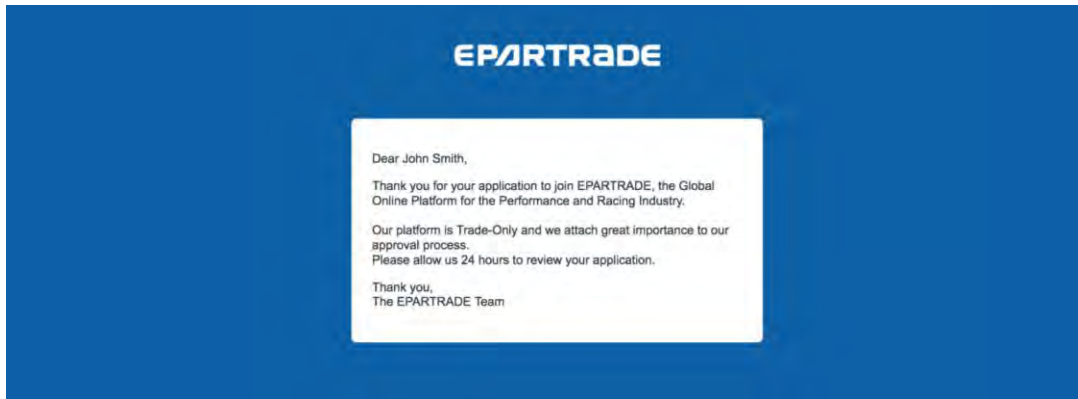 EPARTRADE
Dear John Smith,
Thank you for your application to join EPARTRADE, the Global
Online Platform for the Performance and Racing Industry.
Our platform is Trade-Only and we attach great importance to our
approval process.
Please allow us 24 hours to review your application.
Thank you,
The EPARTRADE Team